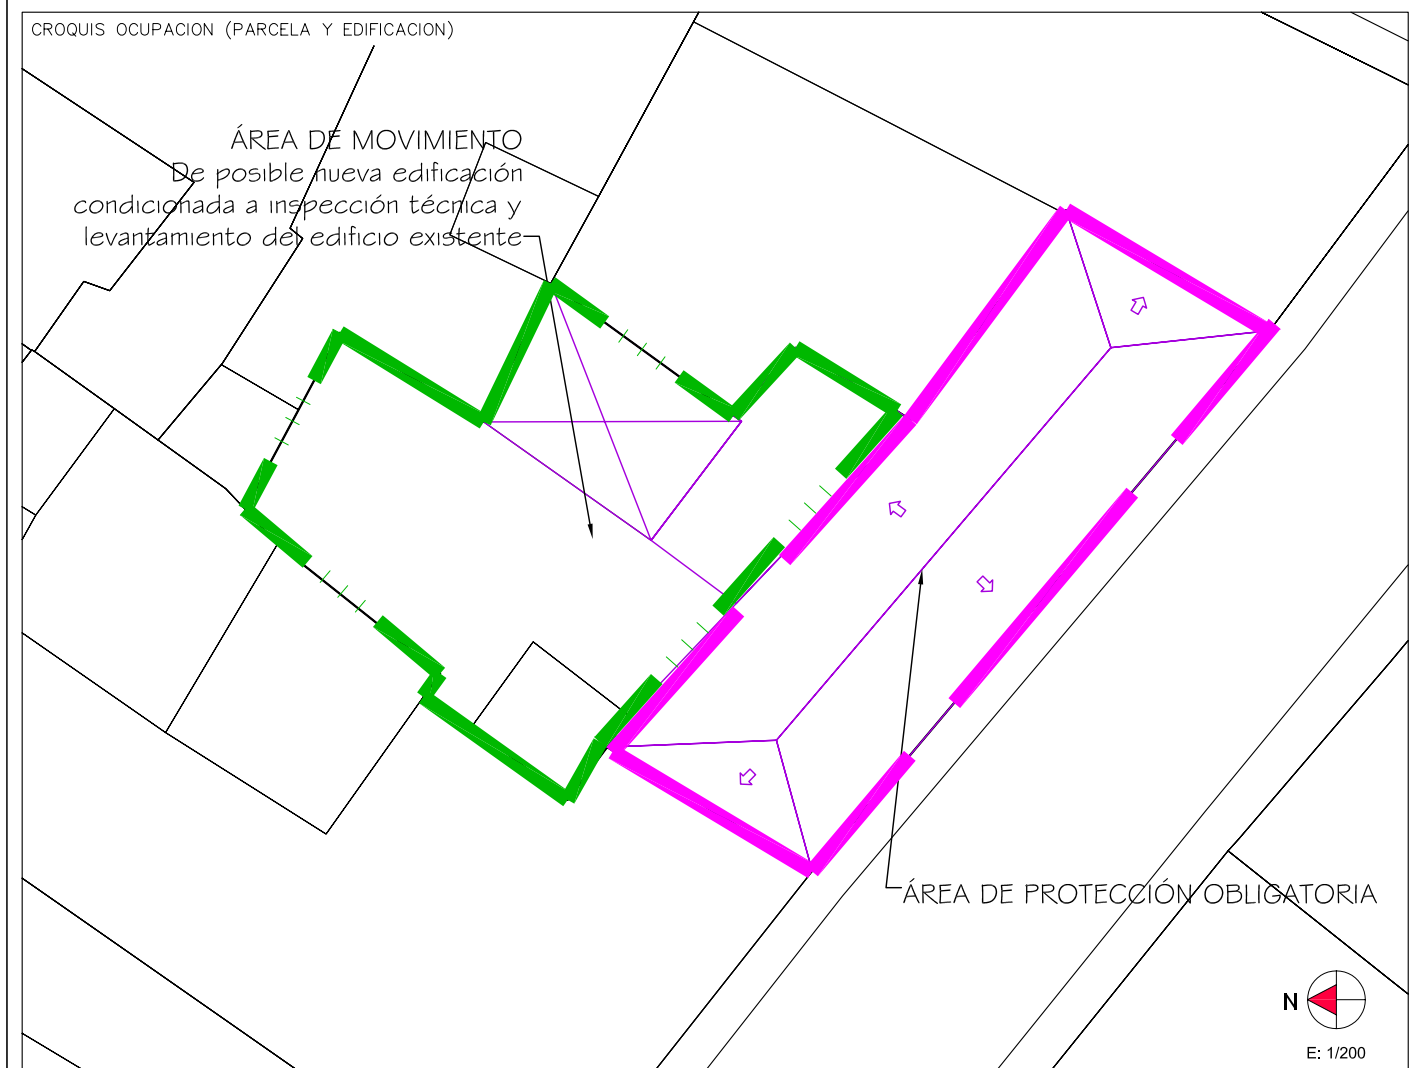 CROQUIS OCUPACION (PARCELA Y EDIFICACION)
ÁREA DE MOVIMIENTO
De posible nueva edificación
condicionada a inspección técnica y
levantamiento del edificio existente
ÁREA DE PROTECCIÓN OBLIGATORIA
N
E: 1/200